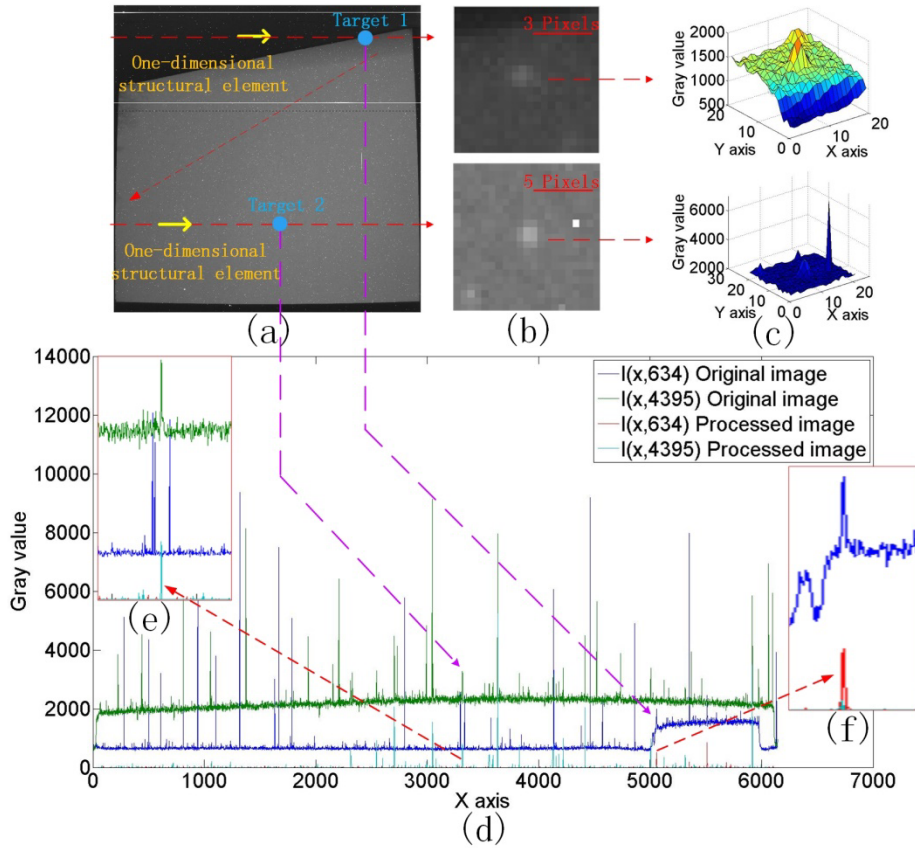 Target 1
One-dimensional
structural element
Target 2
One-dimensional
structural element
(a)
3 Pixels
5 Pixels
(b)
Gray value
2000
1500
1000
500
20
10
0
0
10
20
Y axis
X axis
Gray value
6000
4000
2000
30
20
10
0
0
10
20
Y axis
X axis
(c)
14000
12000
10000
8000
6000
4000
2000
0
Gray value
I(x,634) Original image
I(x,4395) Original image
I(x,634) Processed image
I(x,4395) Processed image
(e)
(f)
0
1000
2000
3000
4000
5000
6000
7000
X axis
(d)